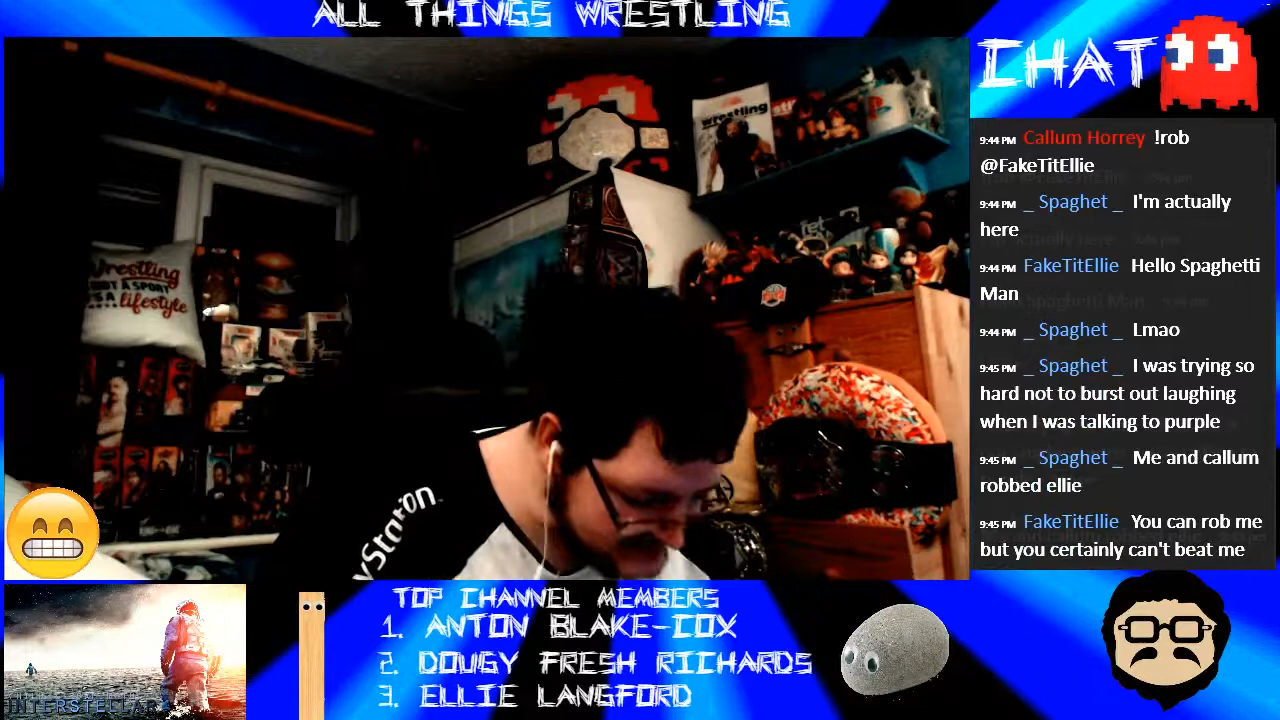 ALL THINGS WRESTLING
CHAT
9:44 PM Callum Horrey !rob
@FakeTitEllie
9:44 PM _ Spaghet _ I'm actually
here
9:44 PM FakeTitEllie Hello Spaghetti
Man
9:44 PM _ Spaghet _ Lmao
9:45 PM _ Spaghet _ I was trying so
hard not to burst out laughing
when I was talking to purple
9:45 PM _ Spaghet _ Me and callum
robbed ellie
9:45 PM FakeTitEllie You can rob me
but you certainly can't beat me
wrestling
Wrestling
NOT A SPORT
IT'S A lifestyle
yStation
TOP CHANNEL MEMBERS
1. ANTON BLAKE-COX
2. DOUGY FRESH RICHARDS
3. ELLIE LANGFORD
INTERSTELLAR